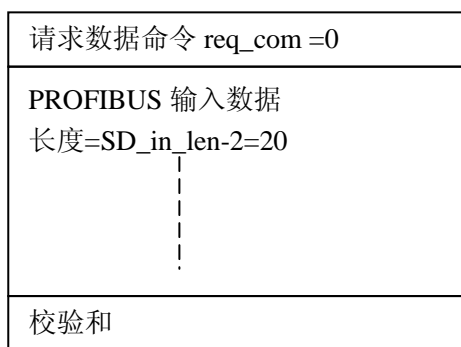 请求数据命令 req_com =0
PROFIBUS 输入数据
长度=SD_in_len-2=20
校验和